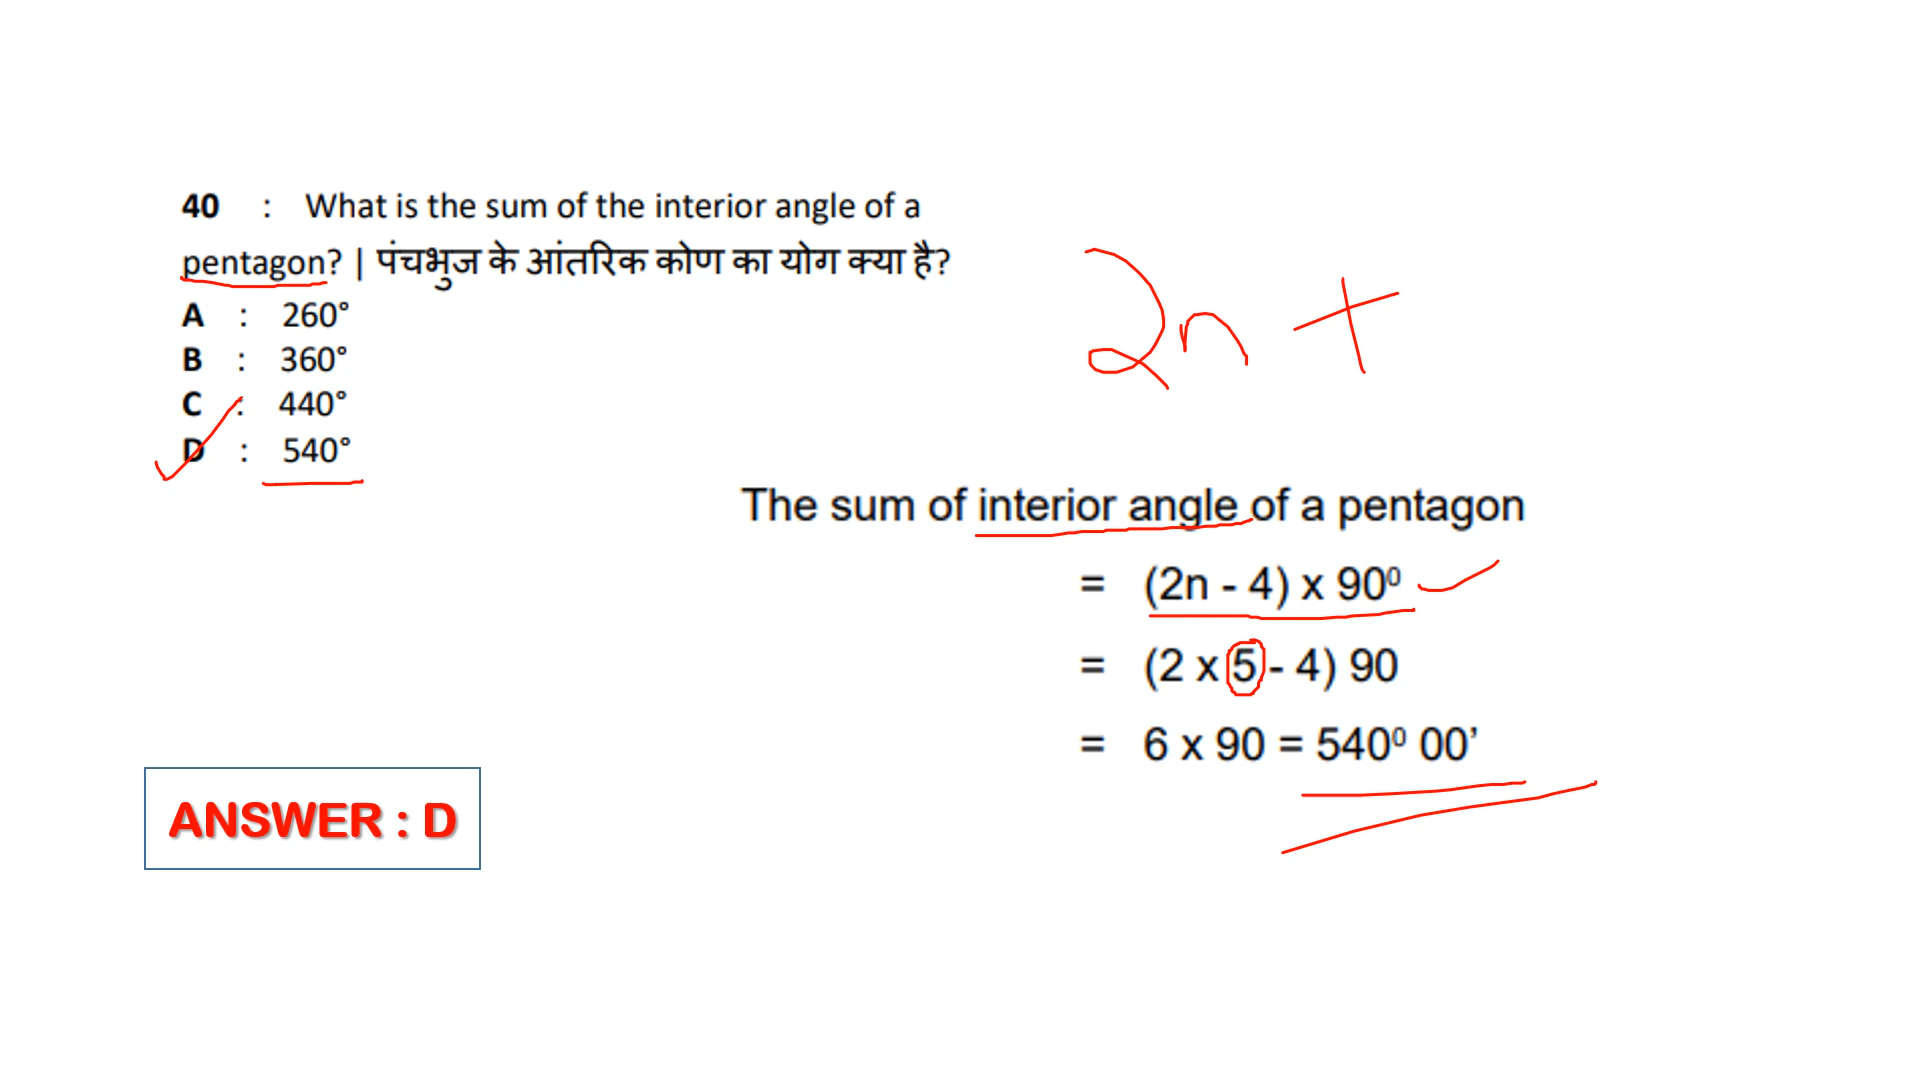 40 : What is the sum of the interior angle of a
pentagon? | पंचभुज के आंतरिक कोण का योग क्या है?
A : 260°
B : 360°
C : 440°
D : 540°
2n +
The sum of interior angle of a pentagon
= (2n - 4) x 90⁰
= (2 x 5 - 4) 90
= 6 x 90 = 540⁰ 00’
ANSWER : D